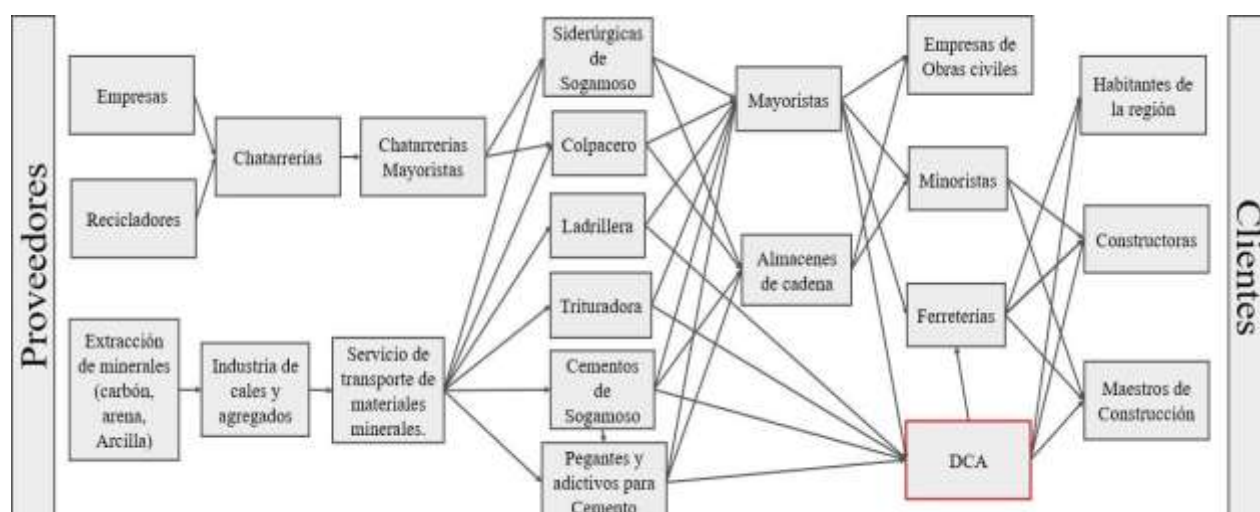 Proveedores
Empresas
Recicladores
Extracción
de minerales
(carbón,
arena,
Arcilla)
Chatarrerías
Industria de
cales y
agregados
Chatarrerias
Mayoristas
Servicio de
transporte de
materiales
minerales.
Siderúrgicas
de
Sogamoso
Colpacero
Ladrillera
Trituradora
Cementos
de
Sogamoso
Pegantes y
adictivos para
Cemento
Mayoristas
Almacenes
de cadena
Empresas de
Obras civiles
Minoristas
Ferreterias
DCA
Habitantes de
la región
Constructoras
Maestros de
Construcción
Clientes